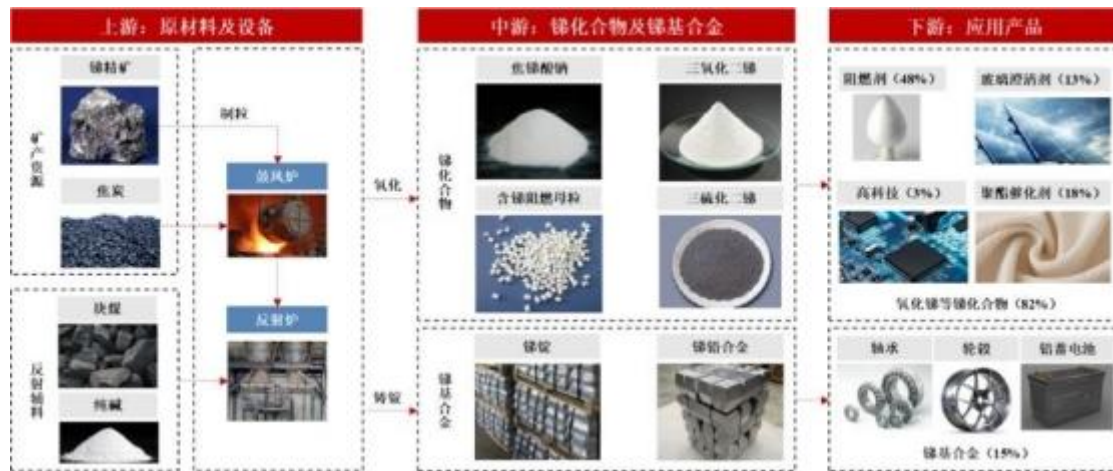 上游：原材料及设备
中游：锑化合物及锑基合金
下游：应用产品
矿产资源
锑精矿
焦炭
制粒
鼓风炉
反射炉
反射辅料
块煤
纯碱
氧化
铸锭
锑化合物
焦锑酸钠
三氧化二锑
含锑阻燃母粒
三硫化二锑
锑基合金
锑锭
锑铅合金
阻燃剂（48%）
玻璃澄清剂（13%）
高科技（3%）
聚酯催化剂（18%）
氧化锑等锑化合物（82%）
轴承
轮毂
铅蓄电池
锑基合金（15%）